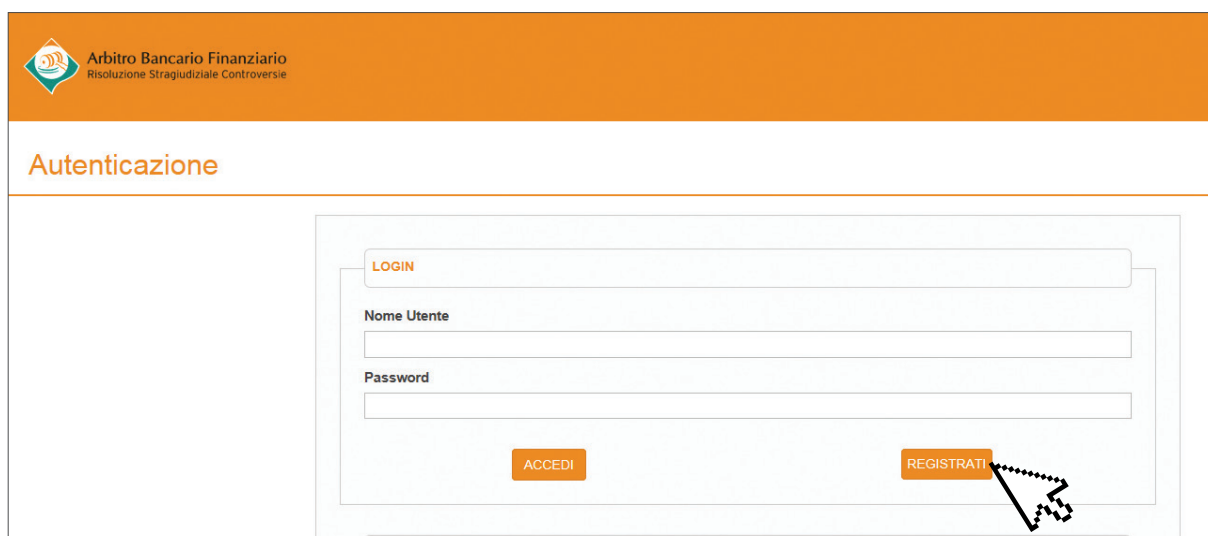 Arbitro Bancario Finanziario
Risoluzione Stragiudiziale Controversie
Autenticazione
LOGIN
Nome Utente
Password
ACCEDI
REGISTRATI